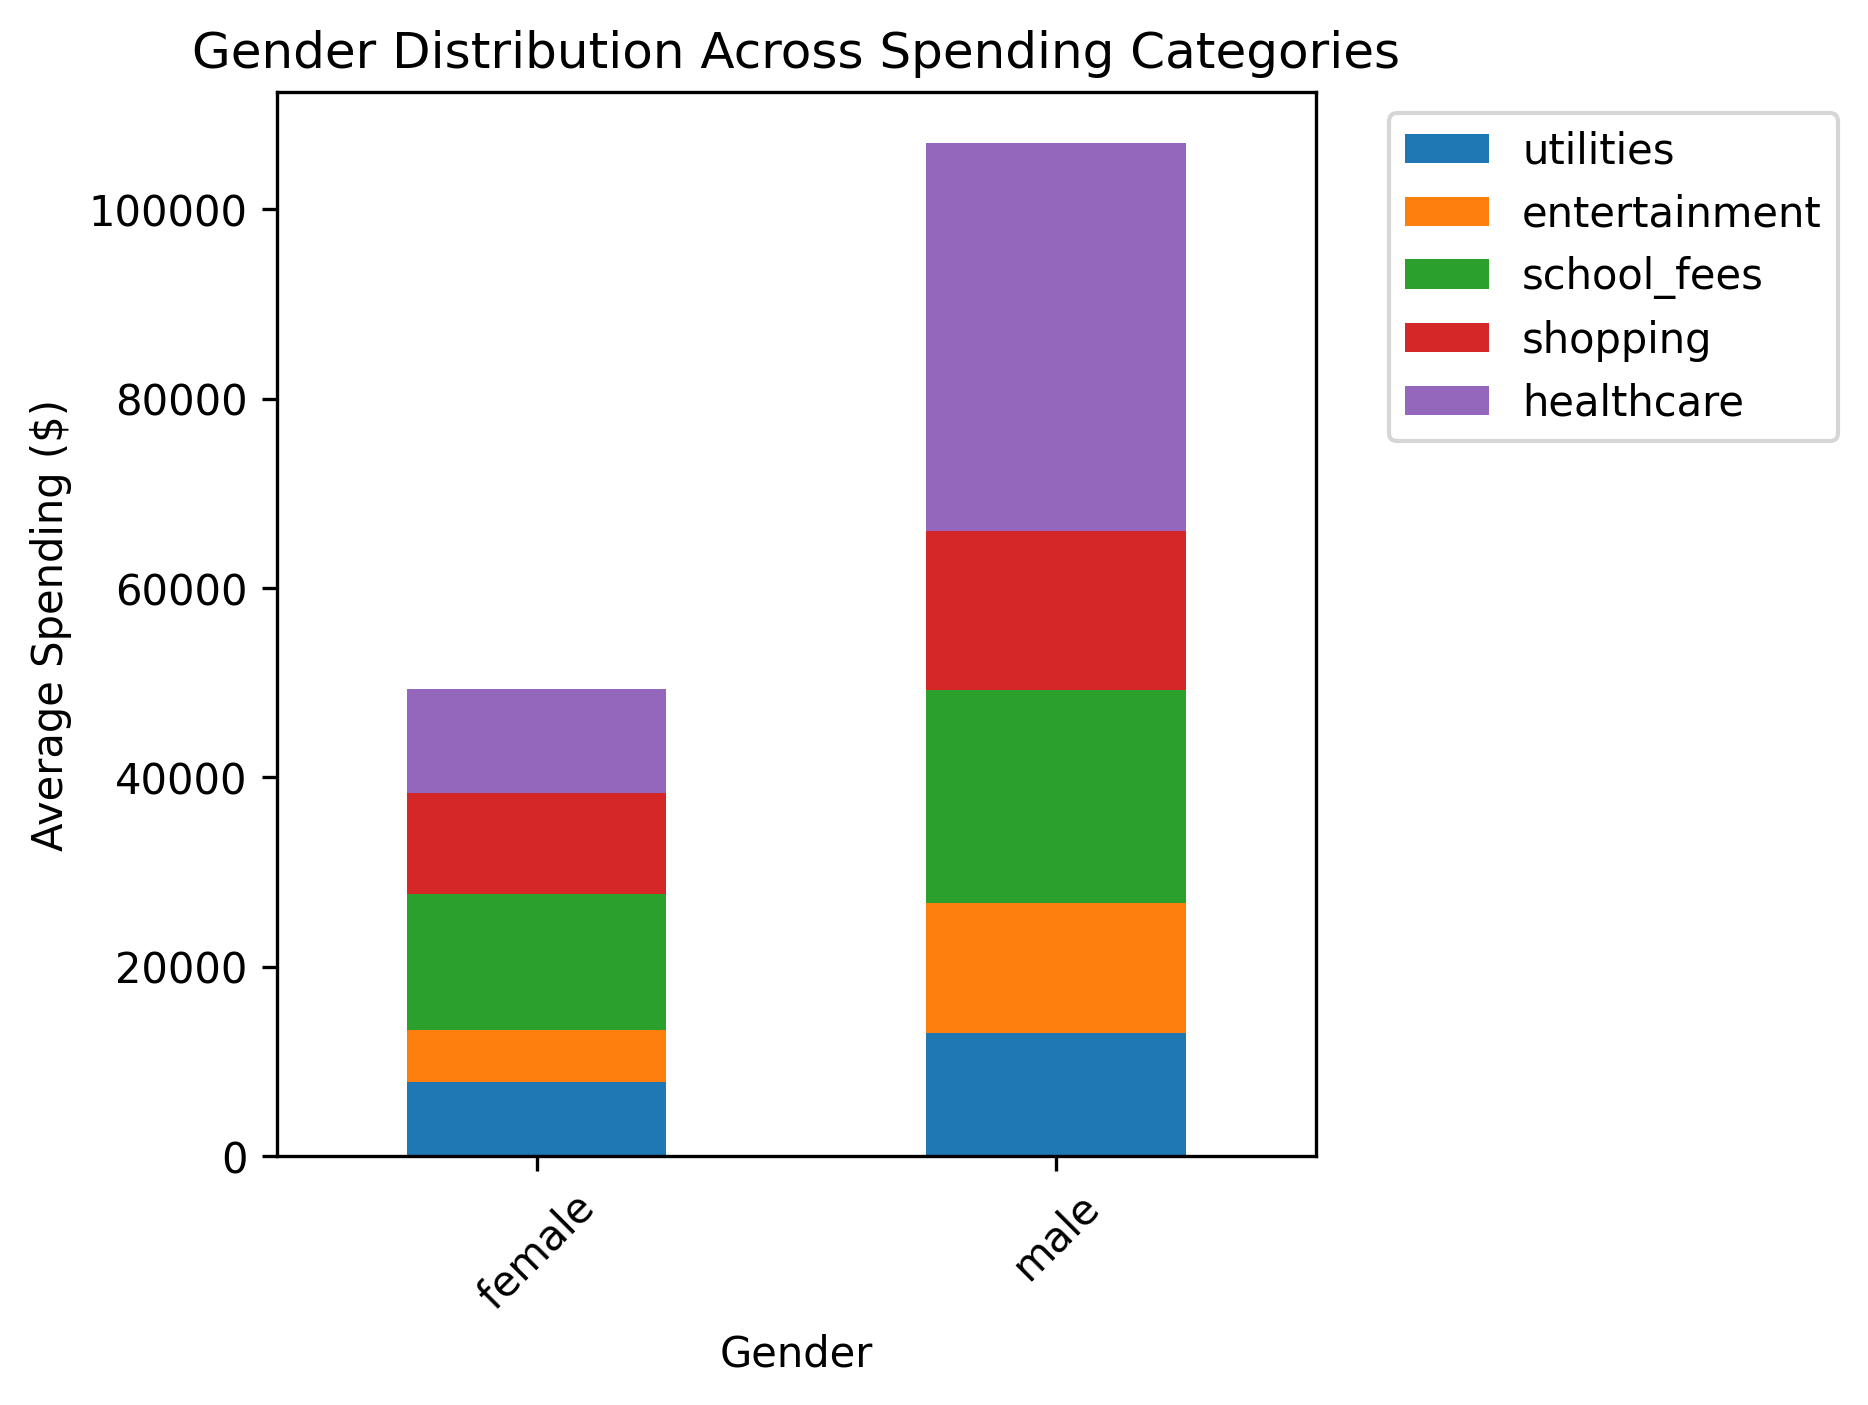 Gender Distribution Across Spending Categories
utilities
entertainment
school_fees
shopping
healthcare
Average Spending ($)
100000
80000
60000
40000
20000
0
female
male
Gender